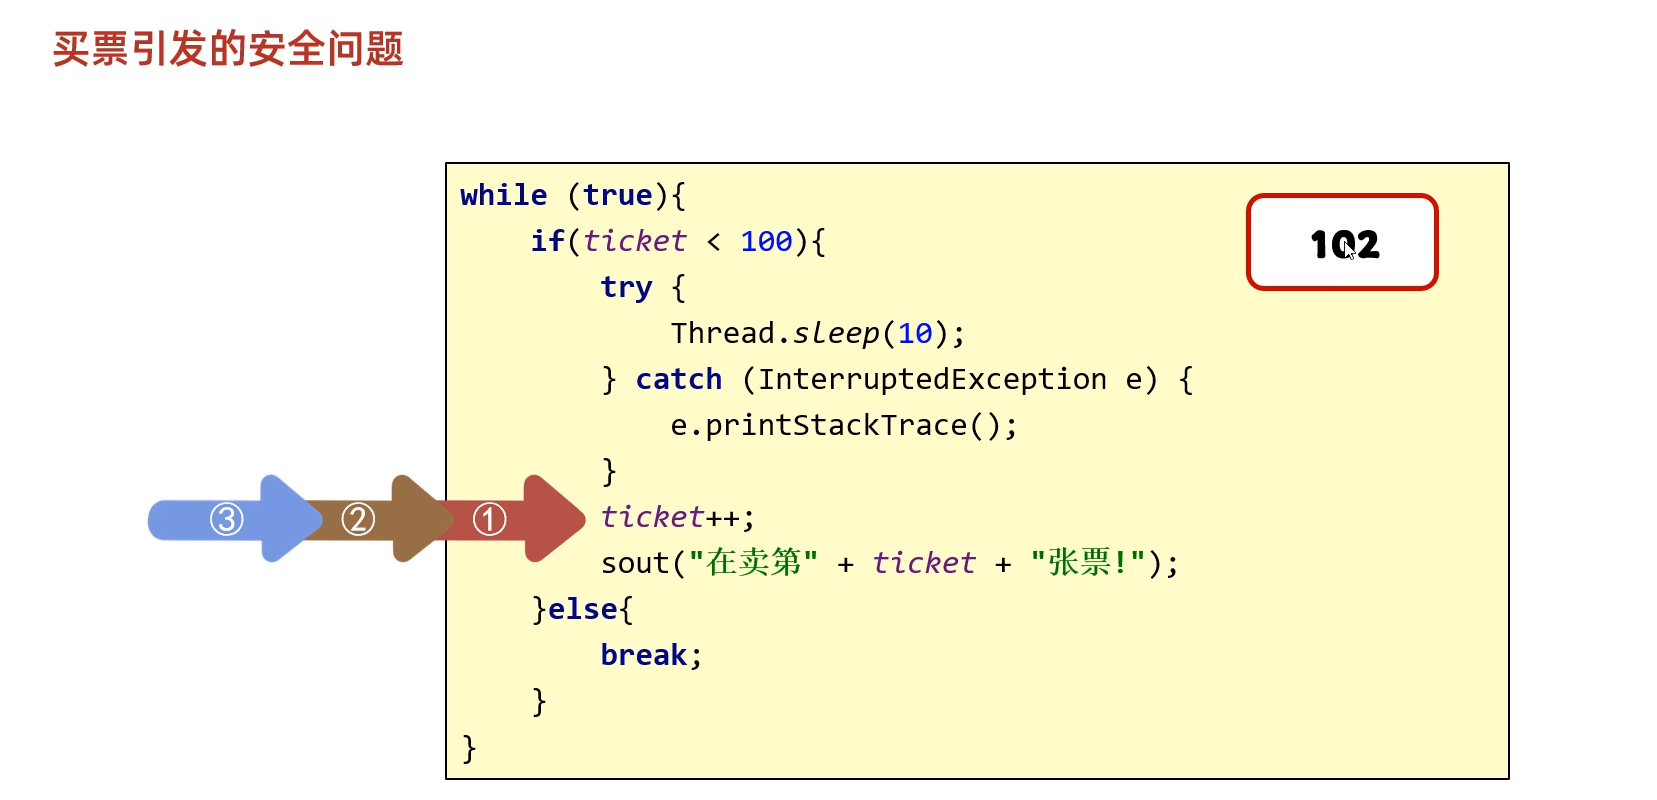 买票引发的安全问题
while (true){
if(ticket < 100){
try {
Thread.sleep(10);
} catch (InterruptedException e) {
e.printStackTrace();
}
ticket++;
sout("在卖第" + ticket + "张票!");
}else{
break;
}
}
102
③ ② ①